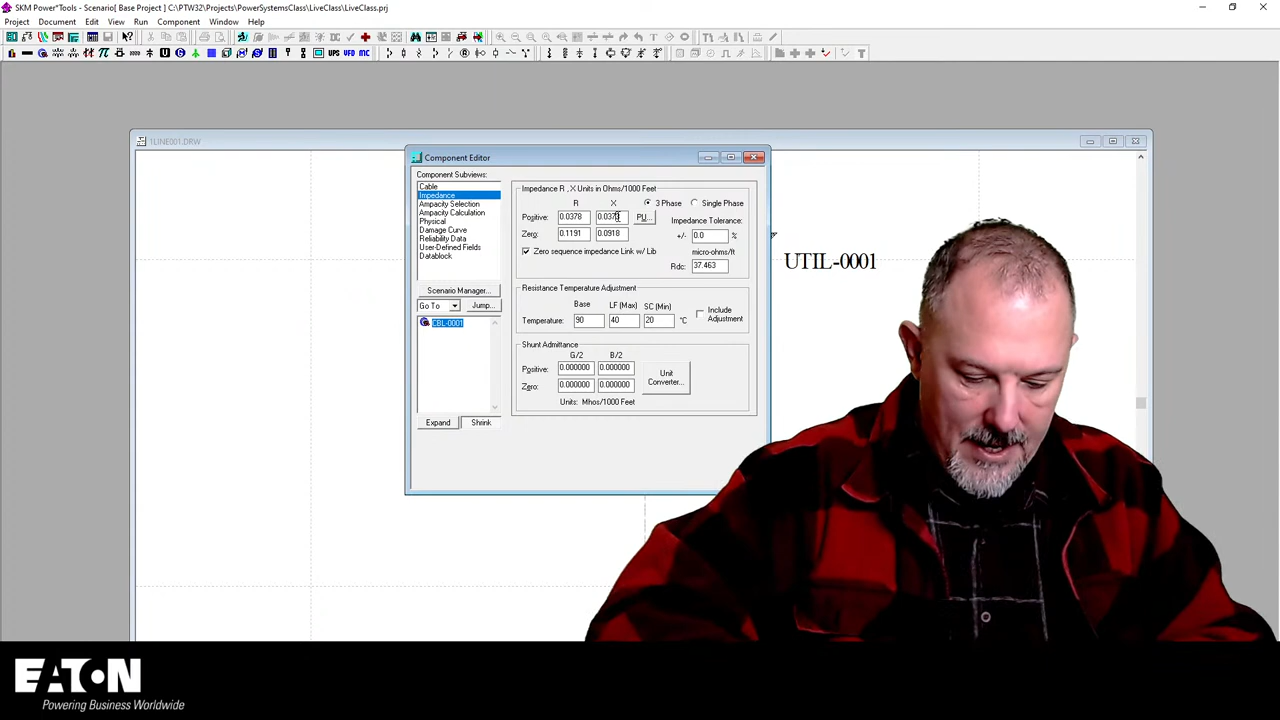 SKM Power*Tools - Scenario[ Base Project ] C:\PTW32\Projects\PowerSystemsClass\LiveClass\LiveClass.prj
Project Document Edit View Run Component Window Help
UPS VFD MC
1LINE001.DRW
Component Editor
Component Subviews:
Cable
Impedance
Ampacity Selection
Ampacity Calculation
Physical
Damage Curve
Reliability Data
User-Defined Fields
Datablock
Scenario Manager...
Go To Jump...
CBL-0001
Expand Shrink
Impedance R , X Units in Ohms/1000 Feet
R X 3 Phase Single Phase
Positive: 0.0378 0.0379 PU... Impedance Tolerance:
Zero: 0.1191 0.0918 +/- 0.0 %
Zero sequence impedance Link w/ Lib micro-ohms/ft
Rdc: 37.463
Resistance Temperature Adjustment
Base LF (Max) SC (Min) Include
Temperature: 90 40 20 °C Adjustment
Shunt Admittance
G/2 B/2
Positive: 0.000000 0.000000 Unit
Zero: 0.000000 0.000000 Converter...
Units: Mhos/1000 Feet
UTIL-0001
EATON
Powering Business Worldwide